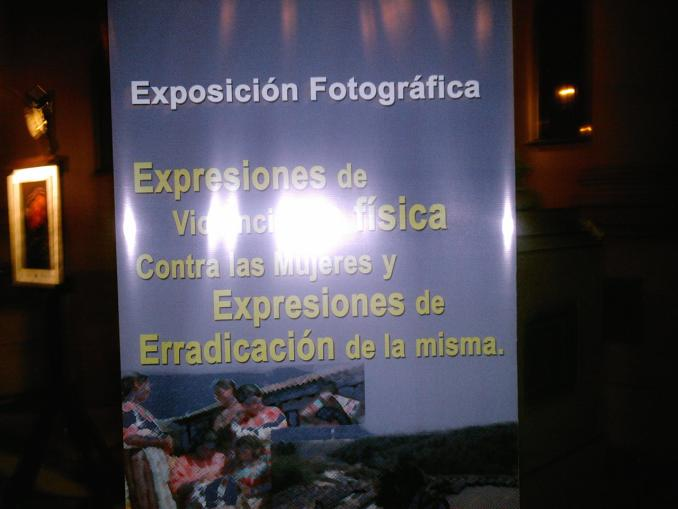 Exposición Fotográfica
Expresiones de
física
Contra las Mujeres y
Expresiones de
Erradicación de la misma.